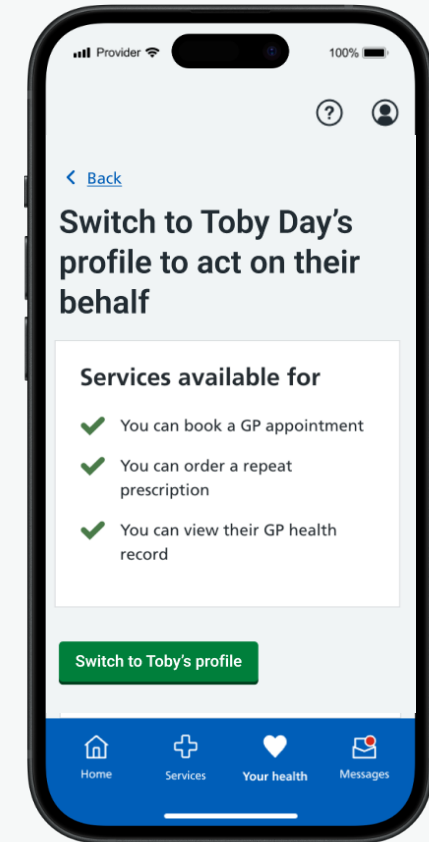 Provider
100%
Back
Switch to Toby Day's
profile to act on their
behalf
Services available for
You can book a GP appointment
You can order a repeat
prescription
You can view their GP health
record
Switch to Toby's profile
Home
Services
Your health
Messages